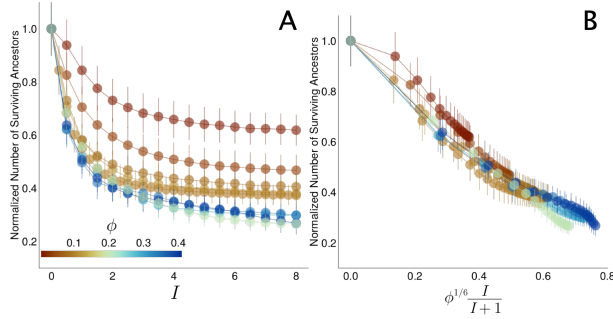 A
Normalized Number of Surviving Ancestors
1.0
0.8
0.6
0.4
0.2
ϕ
0.1 0.2 0.3 0.4
0 2 4 6 8
I
B
Normalized Number of Surviving Ancestors
1.0
0.8
0.6
0.4
0.2
0.0 0.2 0.4 0.6 0.8
ϕ^{1/6} \frac{I}{I+1}